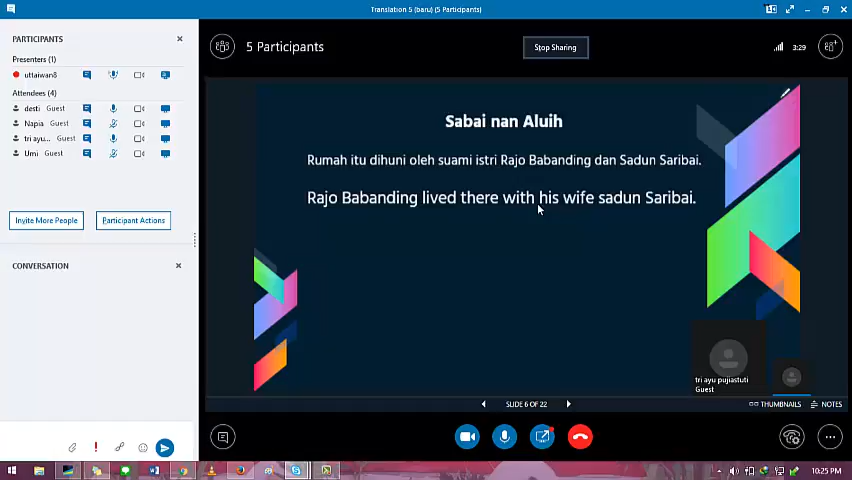 Translation 5 (baru) (5 Participants)
PARTICIPANTS
Presenters (1)
uttaiwan8
Attendees (4)
desti Guest
Napia Guest
tri ayu... Guest
Umi Guest
Invite More People
Participant Actions
CONVERSATION
5 Participants
Stop Sharing
3:29
Sabai nan Aluih
Rumah itu dihuni oleh suami istri Rajo Babanding dan Sadun Saribai.
Rajo Babanding lived there with his wife sadun Saribai.
tri ayu pujiastuti
Guest
SLIDE 6 OF 22
THUMBNAILS
NOTES
10:25 PM